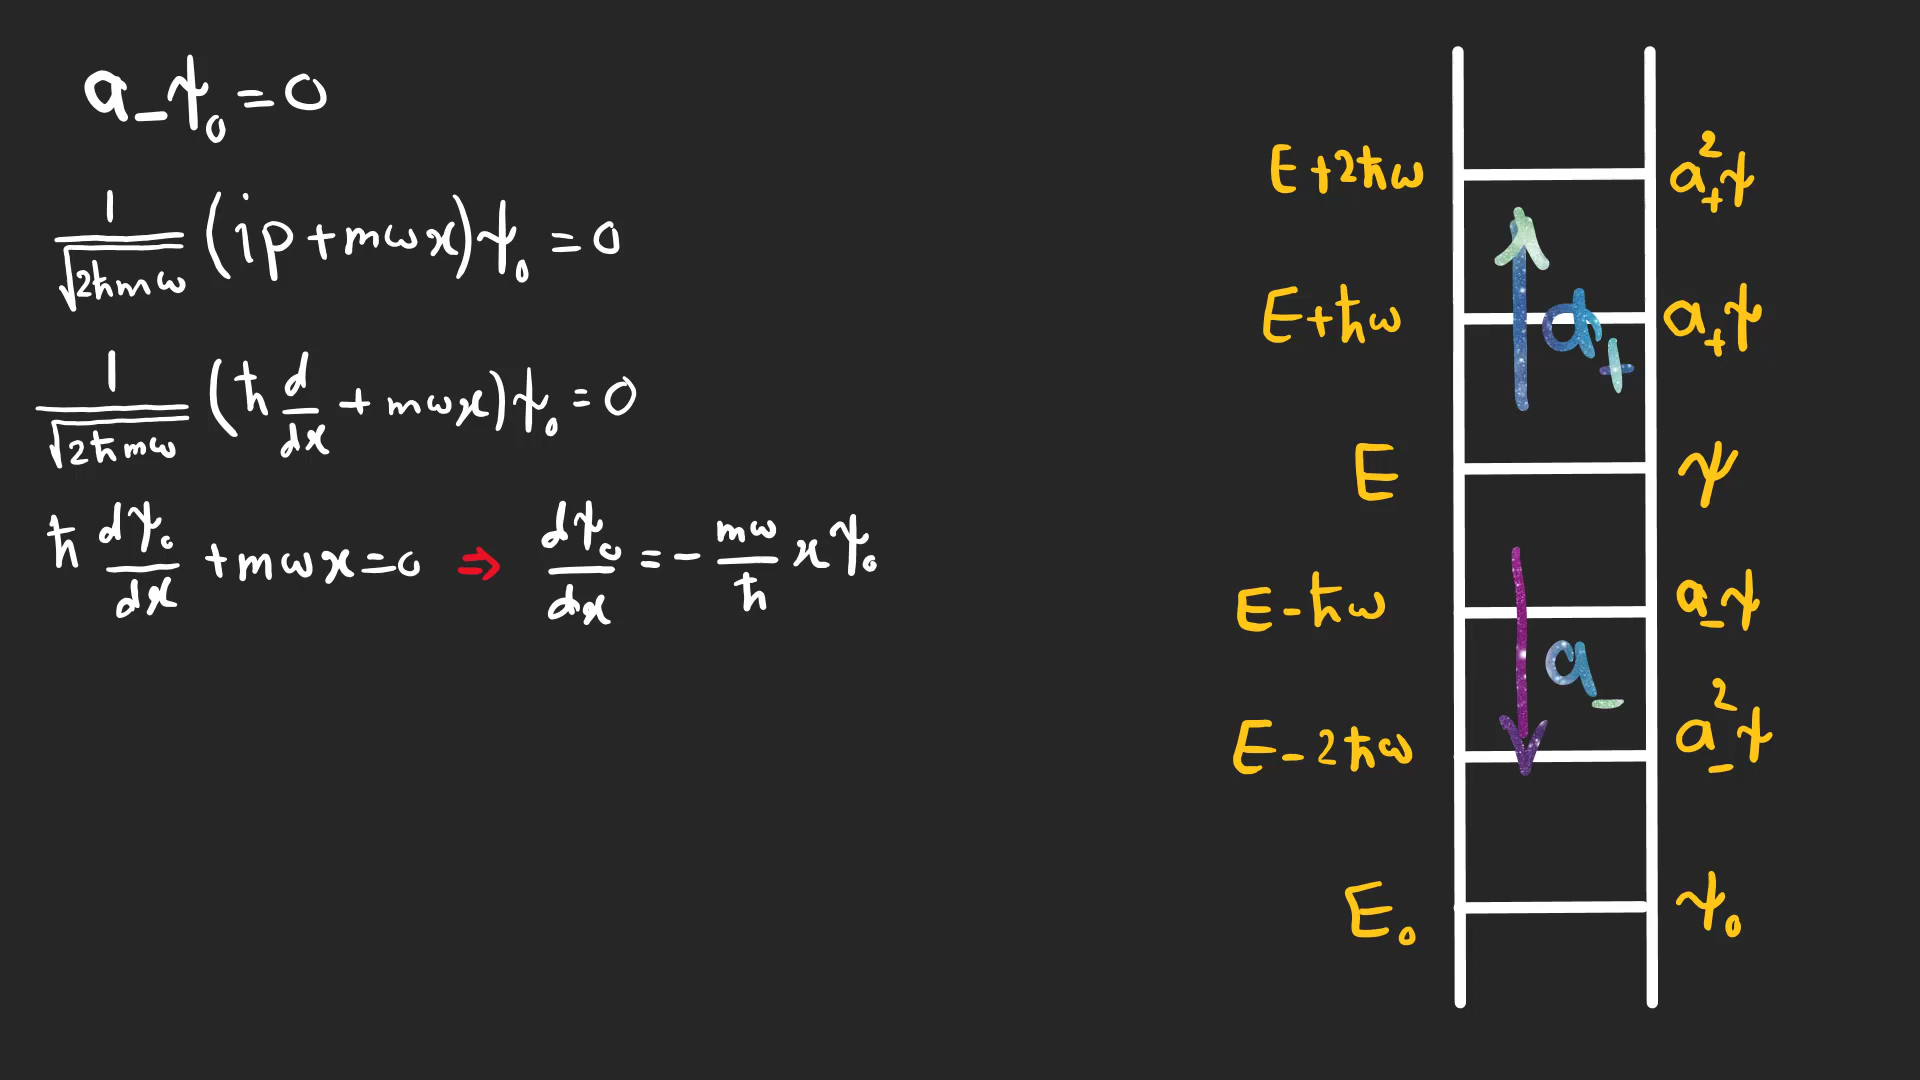 a₋ψ₀ = 0
1/√(2ħmω) (ip + mωx)ψ₀ = 0
1/√(2ħmω) (ħ d/dx + mωx)ψ₀ = 0
ħ dψ₀/dx + mωx = 0 ⇒ dψ₀/dx = - mω/ħ xψ₀
E+2ħω a₊²ψ
E+ħω a₊ψ
a₊
E ψ
E-ħω a₋ψ
a₋
E-2ħω a₋²ψ
E₀ ψ₀